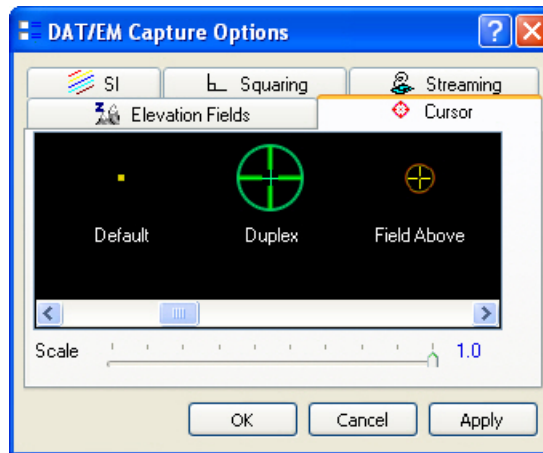 DAT/EM Capture Options
SI Squaring Streaming
Elevation Fields Cursor
Default Duplex Field Above
Scale 1.0
OK Cancel Apply